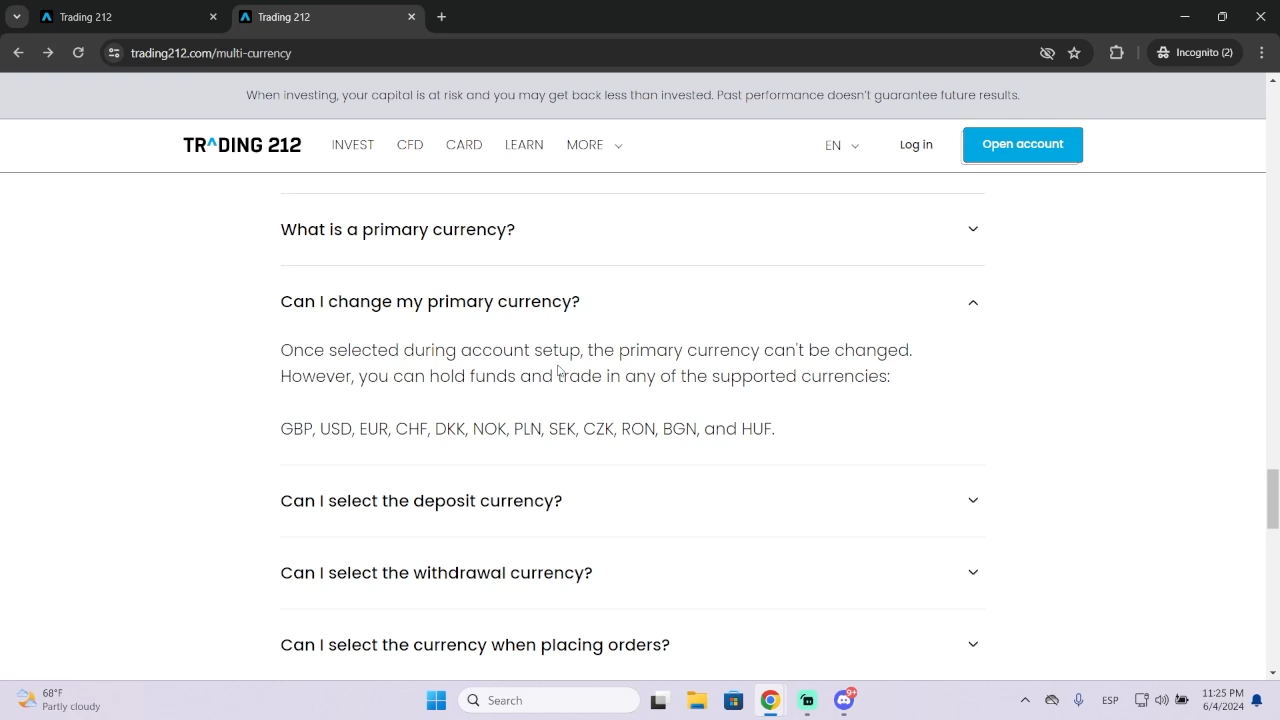 Trading 212
Trading 212
trading212.com/multi-currency
Incognito (2)
When investing, your capital is at risk and you may get back less than invested. Past performance doesn't guarantee future results.
TR^DING 212
INVEST
CFD
CARD
LEARN
MORE
EN
Log in
Open account
What is a primary currency?
Can I change my primary currency?
Once selected during account setup, the primary currency can't be changed.
However, you can hold funds and trade in any of the supported currencies:
GBP, USD, EUR, CHF, DKK, NOK, PLN, SEK, CZK, RON, BGN, and HUF.
Can I select the deposit currency?
Can I select the withdrawal currency?
Can I select the currency when placing orders?
68°F
Partly cloudy
Search
9+
ESP
11:25 PM
6/4/2024